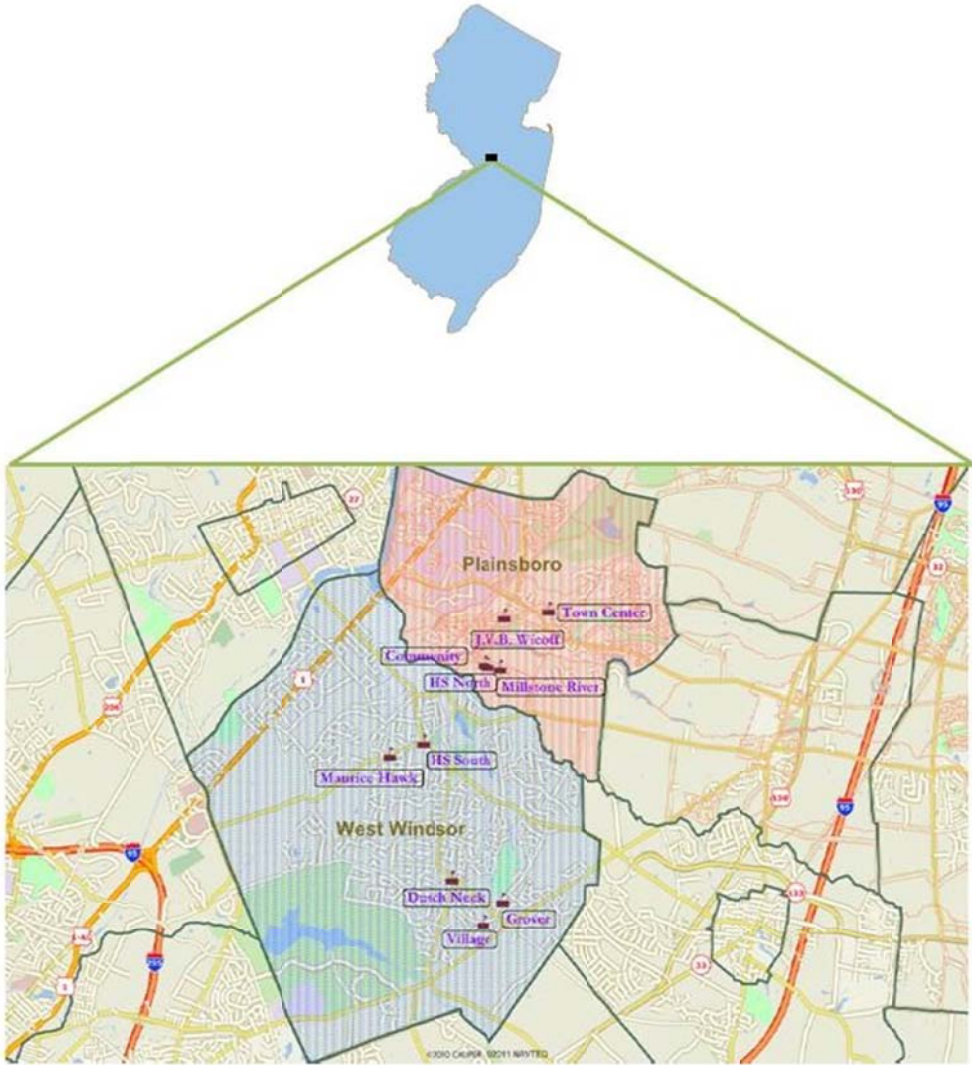 27
130
95
Plainsboro
32
Town Center
J.V.B. Wicoff
Community
HS North
Millstone River
1
206
HS South
Maurice Hawk
130
95
West Windsor
95
Dutch Neck
133
Grover
Village
295
33
1
©2010 CALIPER ©2011 NAVTEQ